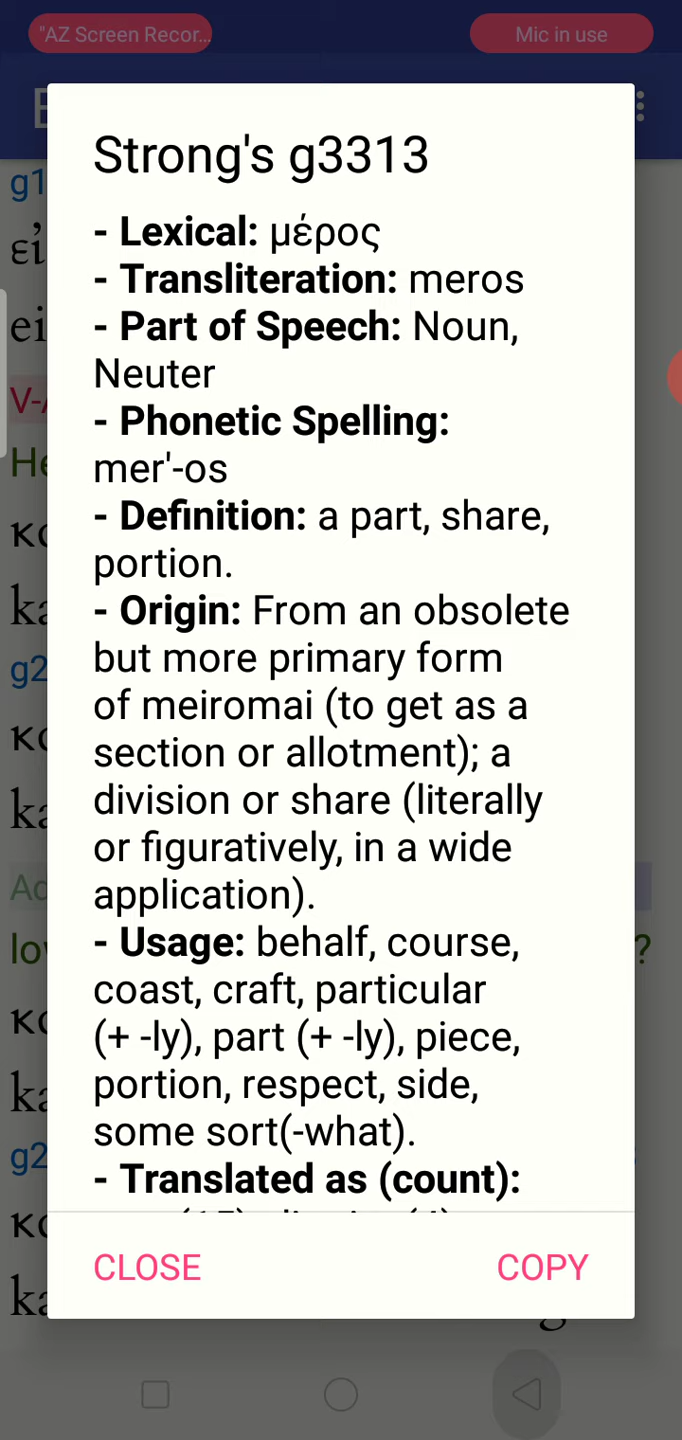 "AZ Screen Recor...
Mic in use
Strong's g3313
- Lexical: μέρος
- Transliteration: meros
- Part of Speech: Noun,
Neuter
- Phonetic Spelling:
mer'-os
- Definition: a part, share,
portion.
- Origin: From an obsolete
but more primary form
of meiromai (to get as a
section or allotment); a
division or share (literally
or figuratively, in a wide
application).
- Usage: behalf, course,
coast, craft, particular
(+ -ly), part (+ -ly), piece,
portion, respect, side,
some sort(-what).
- Translated as (count):
CLOSE
COPY